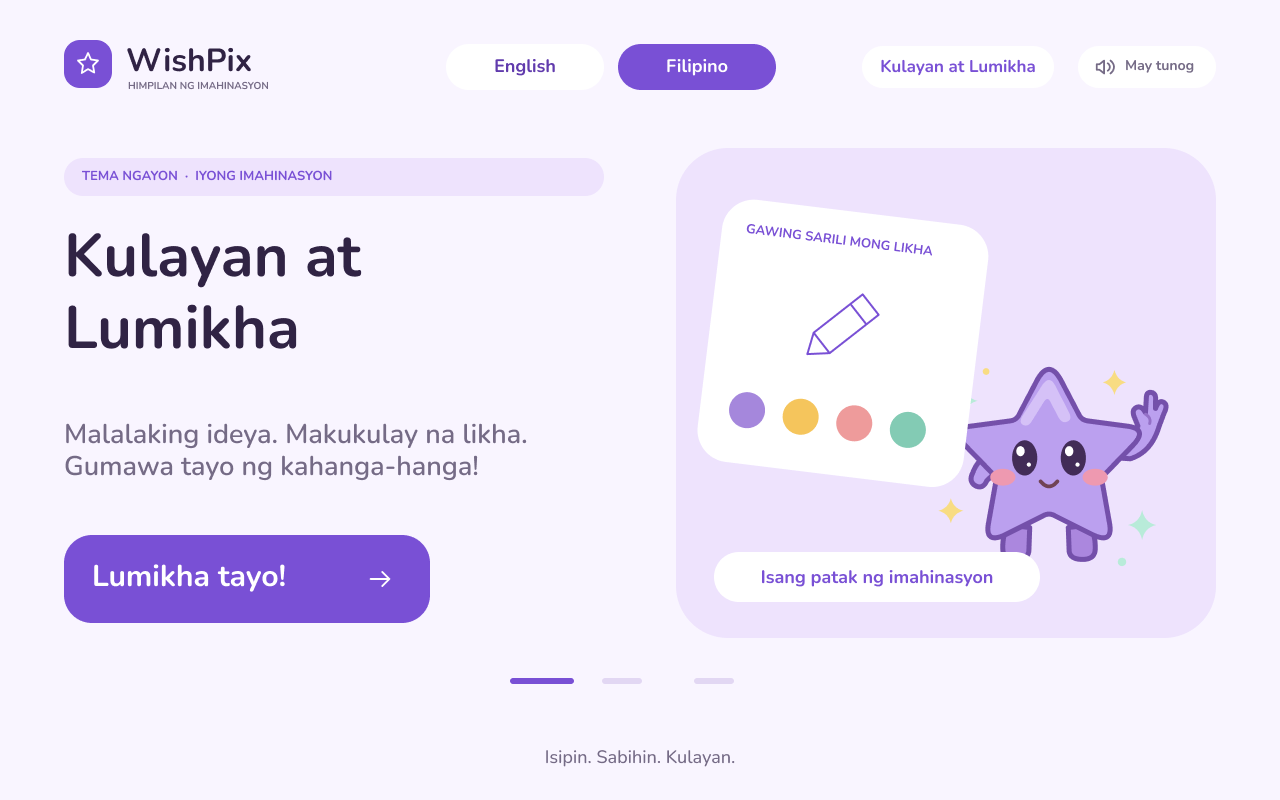 WishPix
HIMPILAN NG IMAHINASYON
English
Filipino
Kulayan at Lumikha
May tunog
TEMA NGAYON · IYONG IMAHINASYON
Kulayan at
Lumikha
Malalaking ideya. Makukulay na likha.
Gumawa tayo ng kahanga-hanga!
Lumikha tayo!
GAWING SARILI MONG LIKHA
Isang patak ng imahinasyon
Isipin. Sabihin. Kulayan.